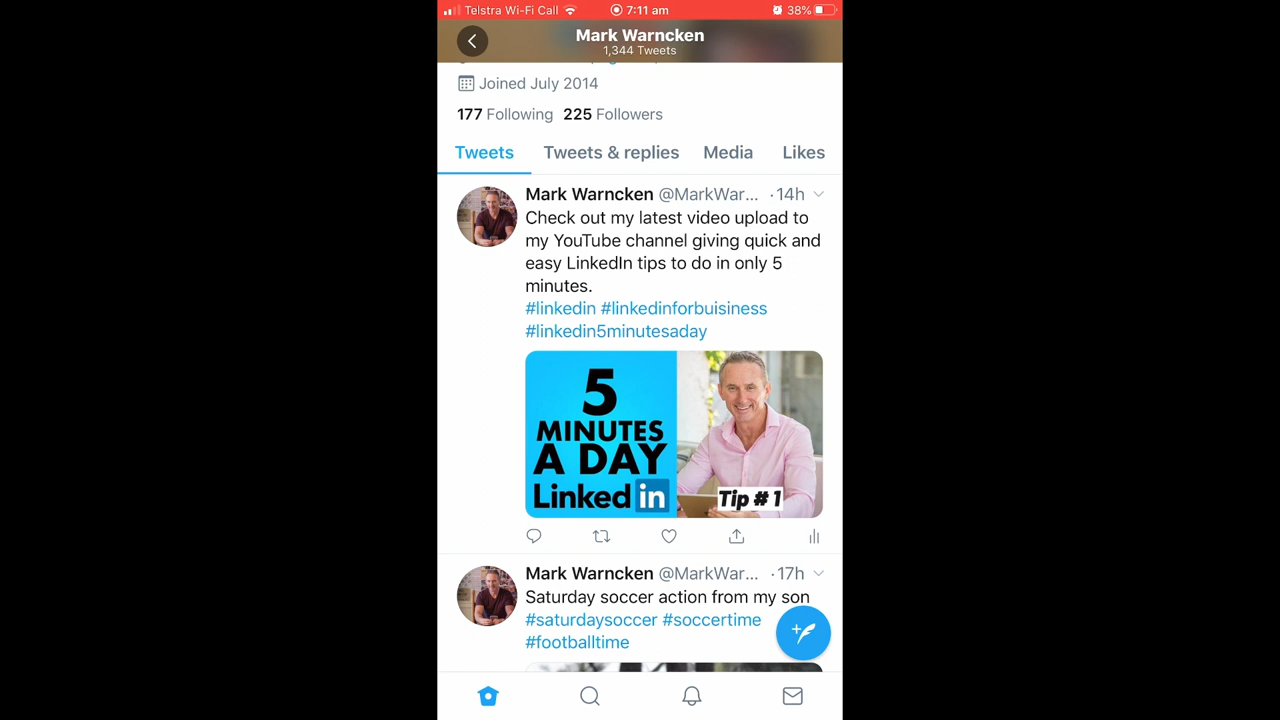 Telstra Wi-Fi Call 7:11 am 38%
Mark Warncken
1,344 Tweets
Joined July 2014
177 Following 225 Followers
Tweets Tweets & replies Media Likes
Mark Warncken @MarkWar... · 14h
Check out my latest video upload to
my YouTube channel giving quick and
easy LinkedIn tips to do in only 5
minutes.
#linkedin #linkedinforbuisiness
#linkedin5minutesaday
5
MINUTES
A DAY
Linked in
Tip # 1
Mark Warncken @MarkWar... · 17h
Saturday soccer action from my son
#saturdaysoccer #soccertime
#footballtime